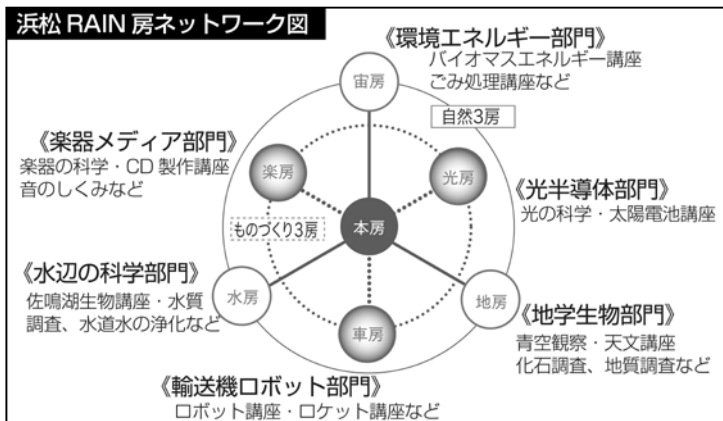 浜松 RAIN 房ネットワーク図
《環境エネルギー部門》
バイオマスエネルギー講座
ごみ処理講座など
宙房
自然3房
《楽器メディア部門》
楽器の科学・CD 製作講座
音のしくみなど
楽房
光房
《光半導体部門》
光の科学・太陽電池講座
ものづくり3房
本房
《水辺の科学部門》
佐鳴湖生物講座・水質
調査、水道水の浄化など
水房
地房
《地学生物部門》
青空観察・天文講座
化石調査、地質調査など
車房
《輸送機ロボット部門》
ロボット講座・ロケット講座など